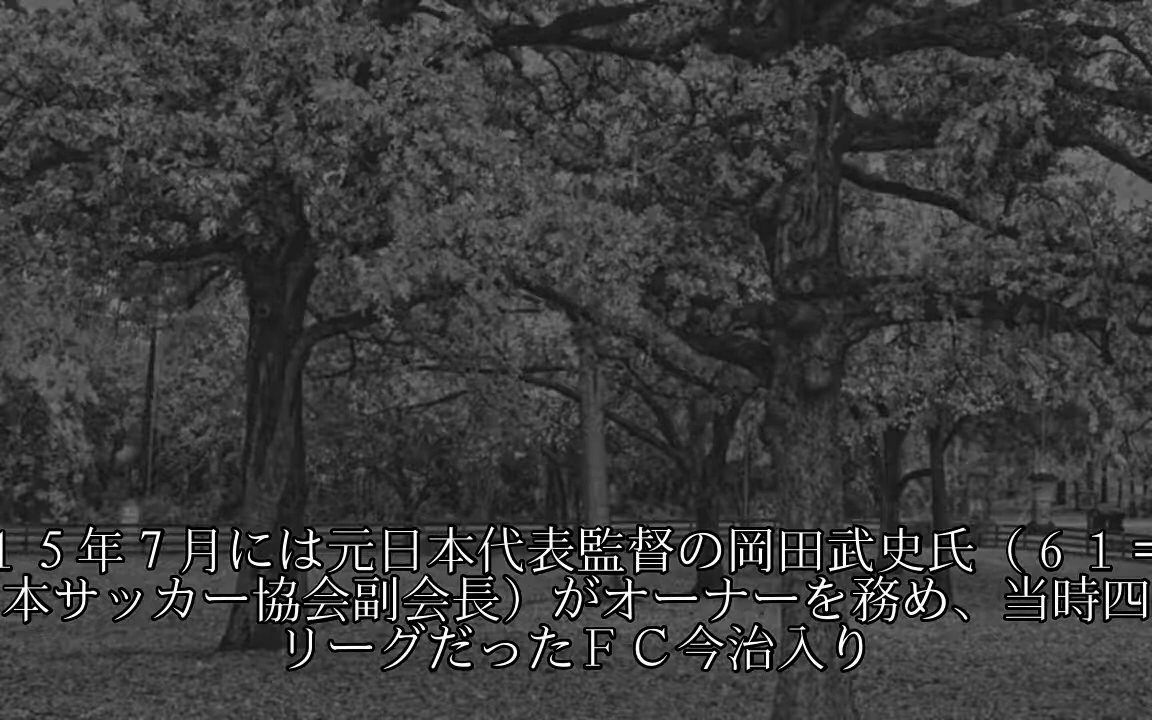 １５年７月には元日本代表監督の岡田武史氏（６１＝
本サッカー協会副会長）がオーナーを務め、当時四
リーグだったＦＣ今治入り